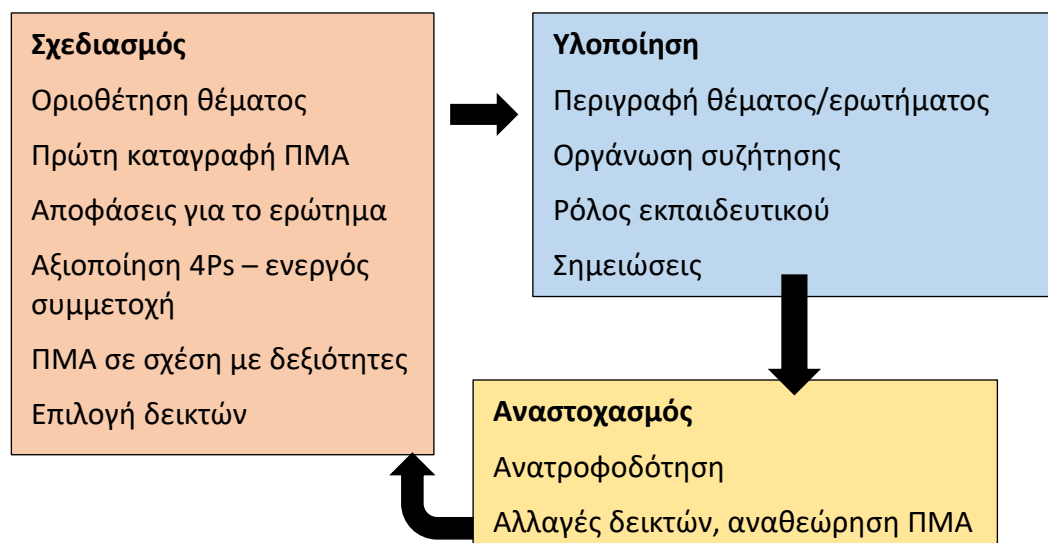 Σχεδιασμός
Οριοθέτηση θέματος
Πρώτη καταγραφή ΠΜΑ
Αποφάσεις για το ερώτημα
Αξιοποίηση 4Ps – ενεργός
συμμετοχή
ΠΜΑ σε σχέση με δεξιότητες
Επιλογή δεικτών
Υλοποίηση
Περιγραφή θέματος/ερωτήματος
Οργάνωση συζήτησης
Ρόλος εκπαιδευτικού
Σημειώσεις
Αναστοχασμός
Ανατροφοδότηση
Αλλαγές δεικτών, αναθεώρηση ΠΜΑ